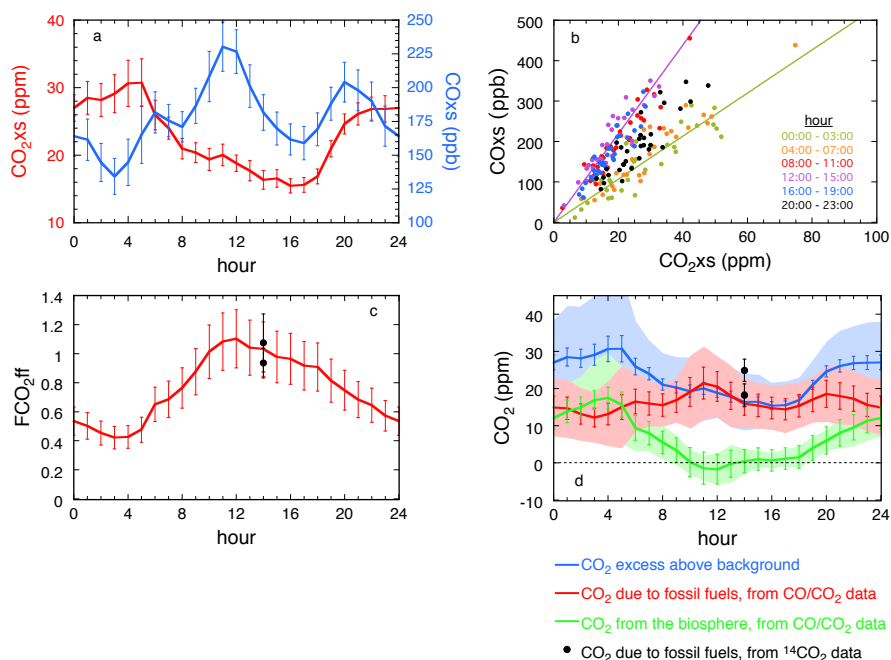 a
CO₂xs (ppm)
40
30
20
10
250
225
200
175
150
125
100
COxs (ppb)
0 4 8 12 16 20 24
hour
b
COxs (ppb)
500
400
300
200
100
0
hour
00:00 - 03:00
04:00 - 07:00
08:00 - 11:00
12:00 - 15:00
16:00 - 19:00
20:00 - 23:00
0 20 40 60 80 100
CO₂xs (ppm)
c
FCO₂ff
1.4
1.2
1
0.8
0.6
0.4
0.2
0
0 4 8 12 16 20 24
hour
CO₂ (ppm)
40
30
20
10
0
-10
d
0 4 8 12 16 20 24
hour
CO₂ excess above background
CO₂ due to fossil fuels, from CO/CO₂ data
CO₂ from the biosphere, from CO/CO₂ data
CO₂ due to fossil fuels, from ¹⁴CO₂ data